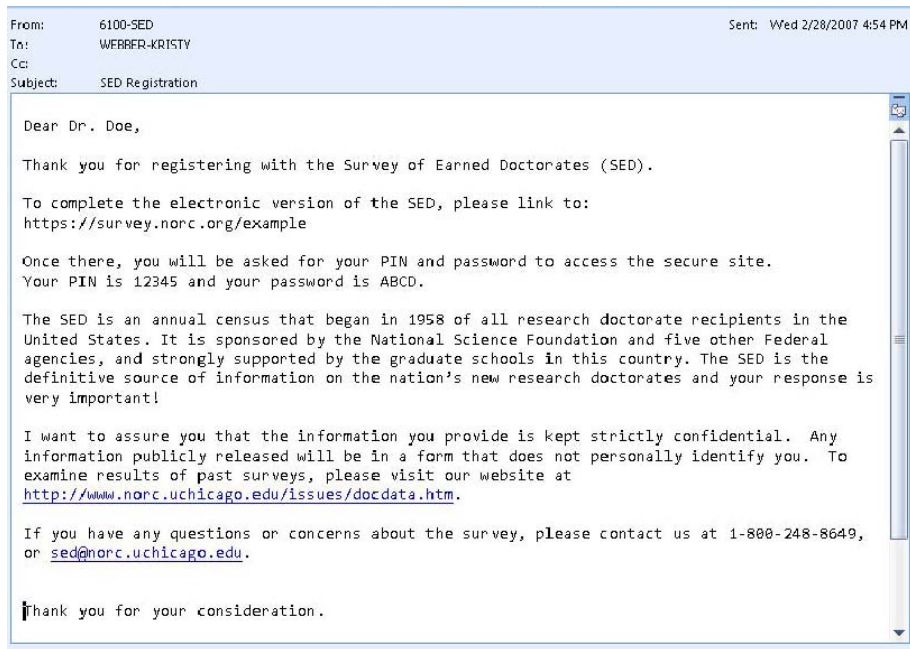 From: 6100-SED Sent: Wed 2/28/2007 4:54 PM
To: WEBBER-KRISTY
Cc:
Subject: SED Registration
Dear Dr. Doe,
Thank you for registering with the Survey of Earned Doctorates (SED).
To complete the electronic version of the SED, please link to:
https://survey.norc.org/example
Once there, you will be asked for your PIN and password to access the secure site.
Your PIN is 12345 and your password is ABCD.
The SED is an annual census that began in 1958 of all research doctorate recipients in the
United States. It is sponsored by the National Science Foundation and five other Federal
agencies, and strongly supported by the graduate schools in this country. The SED is the
definitive source of information on the nation's new research doctorates and your response is
very important!
I want to assure you that the information you provide is kept strictly confidential.  Any
information publicly released will be in a form that does not personally identify you.  To
examine results of past surveys, please visit our website at
http://www.norc.uchicago.edu/issues/docdata.htm.
If you have any questions or concerns about the survey, please contact us at 1-800-248-8649,
or sed@norc.uchicago.edu.
Thank you for your consideration.